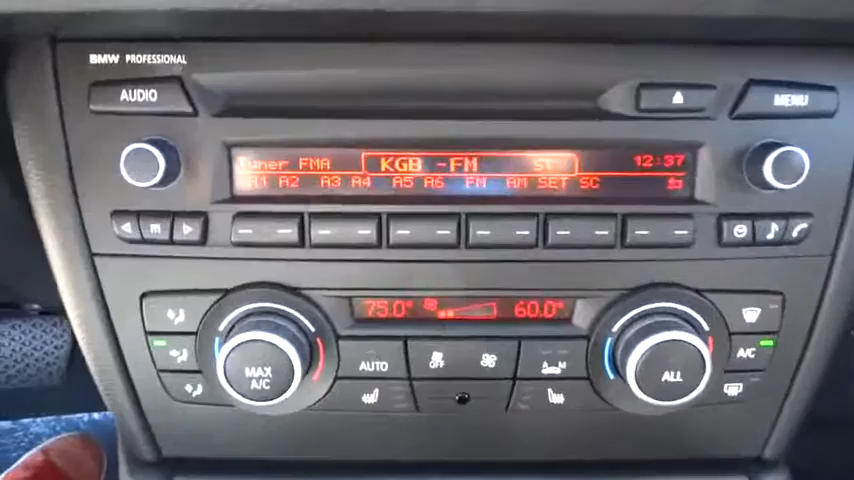 BMW PROFESSIONAL
AUDIO
MENU
Tuner FMA KGB -FM ST 12:37
A1 A2 A3 A4 A5 A6 FM AM SET SC
m
75.0° 60.0°
MAX A/C
AUTO
OFF
A M
ALL
A/C